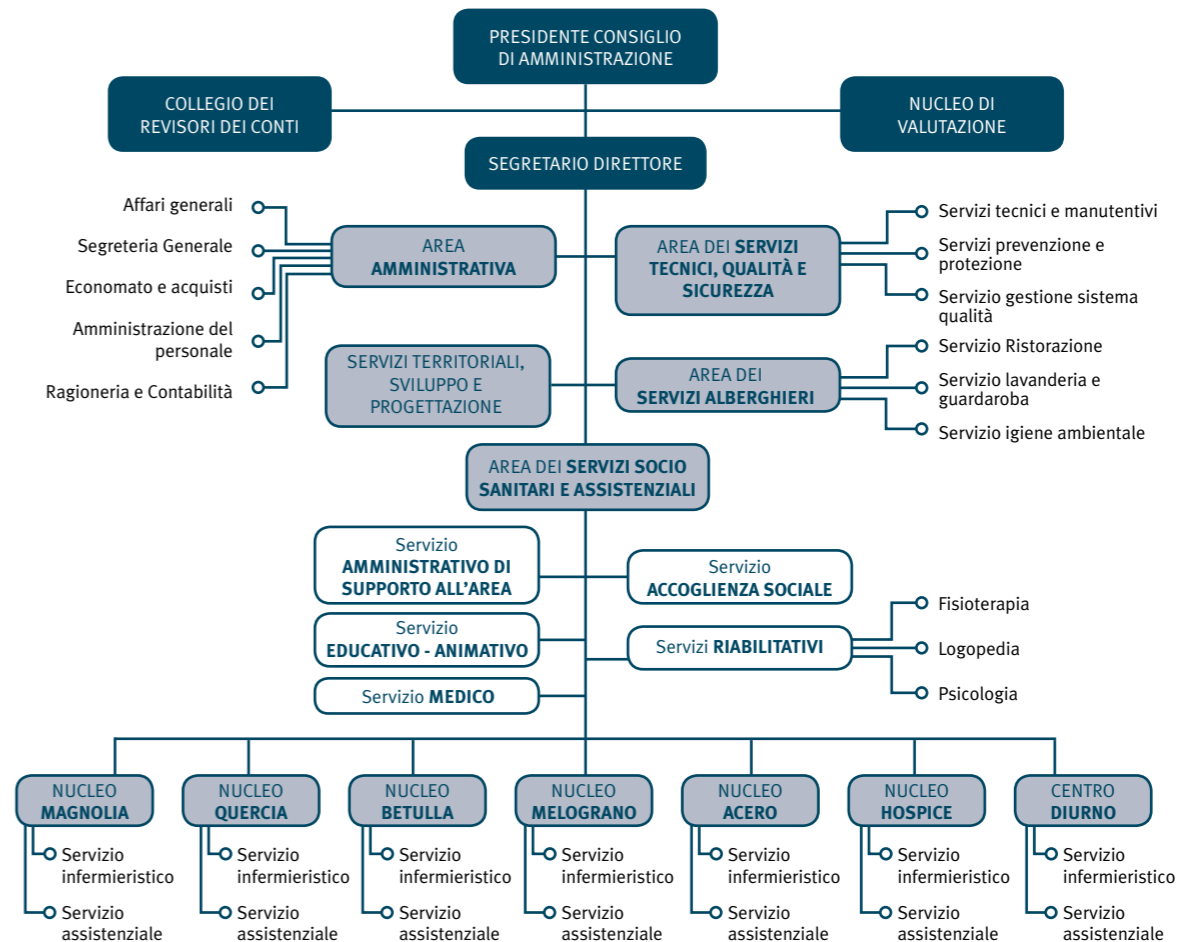 PRESIDENTE CONSIGLIO
DI AMMINISTRAZIONE
COLLEGIO DEI
REVISORI DEI CONTI
NUCLEO DI
VALUTAZIONE
SEGRETARIO DIRETTORE
Affari generali
Segreteria Generale
Economato e acquisti
Amministrazione del
personale
Ragioneria e Contabilità
AREA
AMMINISTRATIVA
AREA DEI SERVIZI
TECNICI, QUALITÀ E
SICUREZZA
Servizi tecnici e manutentivi
Servizi prevenzione e
protezione
Servizio gestione sistema
qualità
SERVIZI TERRITORIALI,
SVILUPPO E
PROGETTAZIONE
AREA DEI
SERVIZI ALBERGHIERI
Servizio Ristorazione
Servizio lavanderia e
guardaroba
Servizio igiene ambientale
AREA DEI SERVIZI SOCIO
SANITARI E ASSISTENZIALI
Servizio
AMMINISTRATIVO DI
SUPPORTO ALL'AREA
Servizio
ACCOGLIENZA SOCIALE
Servizio
EDUCATIVO - ANIMATIVO
Servizi RIABILITATIVI
Fisioterapia
Logopedia
Psicologia
Servizio MEDICO
NUCLEO
MAGNOLIA
Servizio
infermieristico
Servizio
assistenziale
NUCLEO
QUERCIA
Servizio
infermieristico
Servizio
assistenziale
NUCLEO
BETULLA
Servizio
infermieristico
Servizio
assistenziale
NUCLEO
MELOGRANO
Servizio
infermieristico
Servizio
assistenziale
NUCLEO
ACERO
Servizio
infermieristico
Servizio
assistenziale
NUCLEO
HOSPICE
Servizio
infermieristico
Servizio
assistenziale
CENTRO
DIURNO
Servizio
infermieristico
Servizio
assistenziale